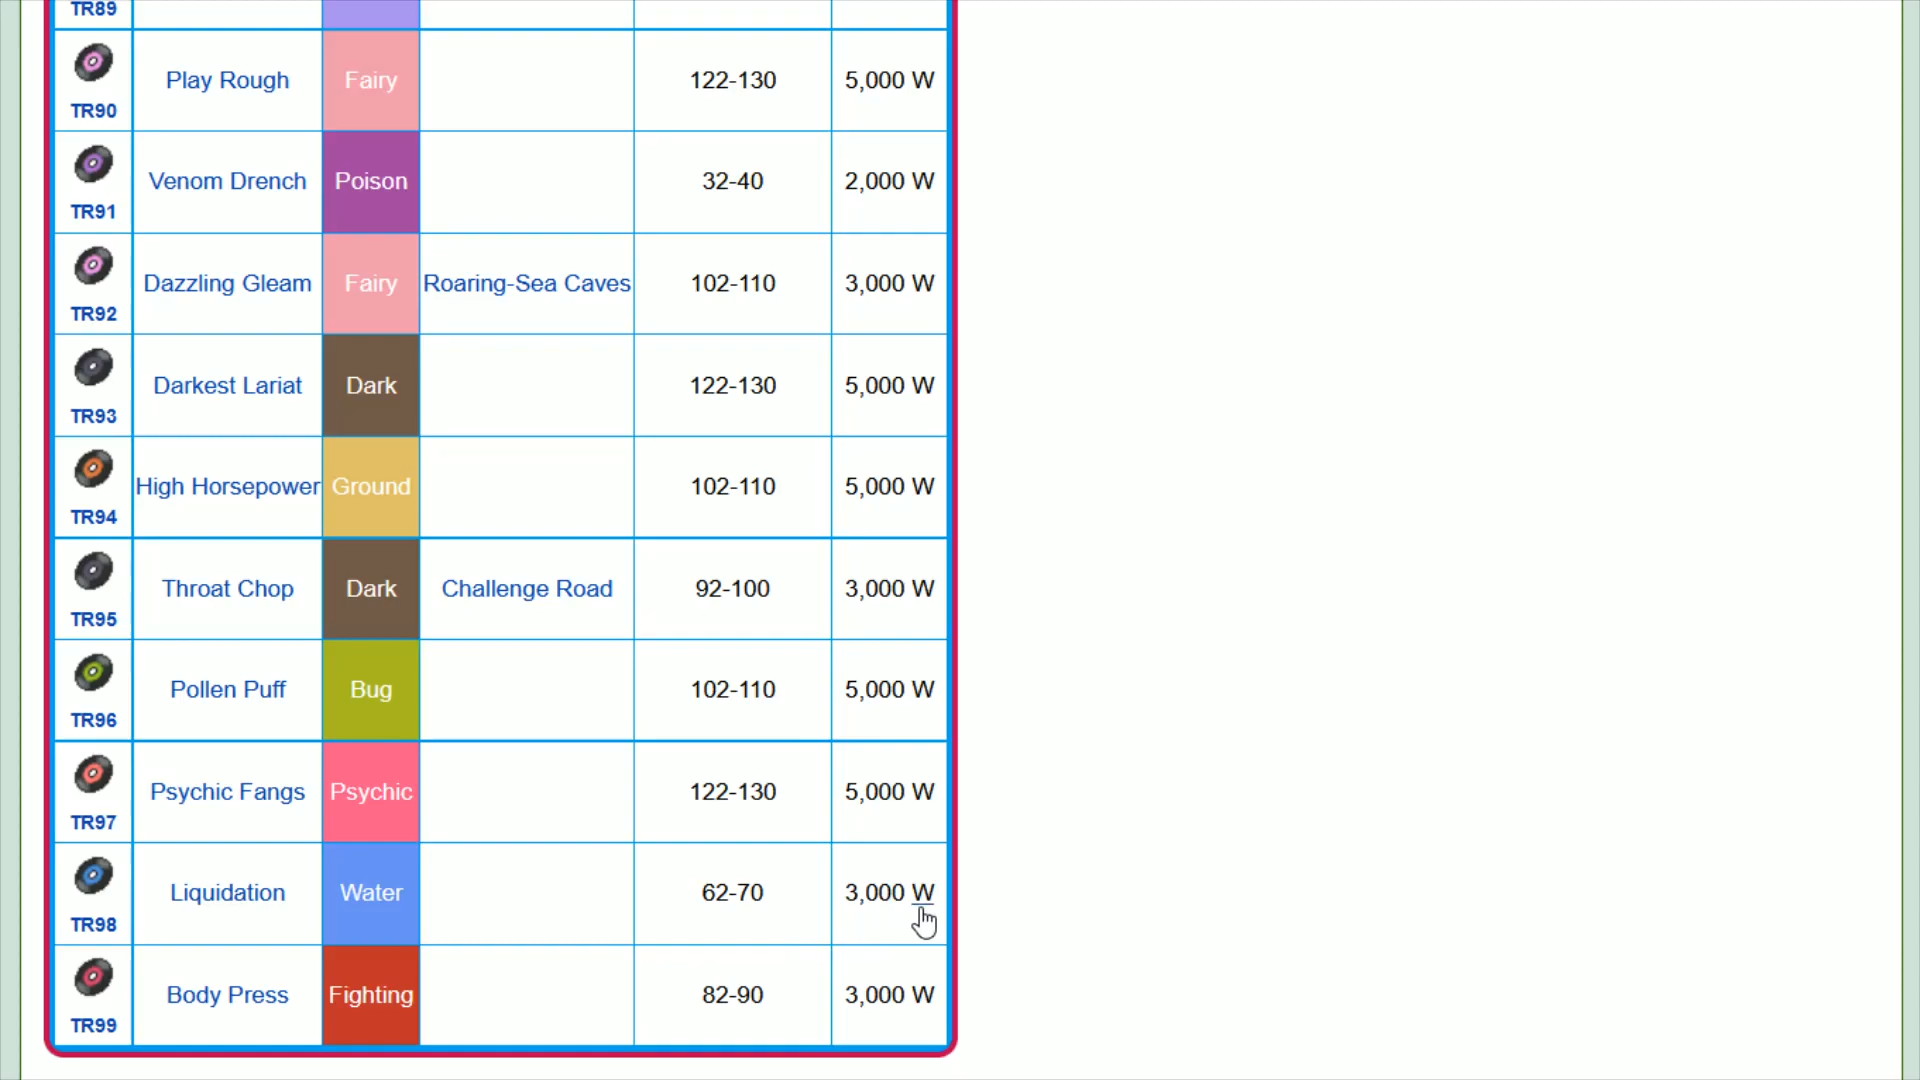 TR89
Play Rough Fairy 122-130 5,000 W
TR90
Venom Drench Poison 32-40 2,000 W
TR91
Dazzling Gleam Fairy Roaring-Sea Caves 102-110 3,000 W
TR92
Darkest Lariat Dark 122-130 5,000 W
TR93
High Horsepower Ground 102-110 5,000 W
TR94
Throat Chop Dark Challenge Road 92-100 3,000 W
TR95
Pollen Puff Bug 102-110 5,000 W
TR96
Psychic Fangs Psychic 122-130 5,000 W
TR97
Liquidation Water 62-70 3,000 W
TR98
Body Press Fighting 82-90 3,000 W
TR99